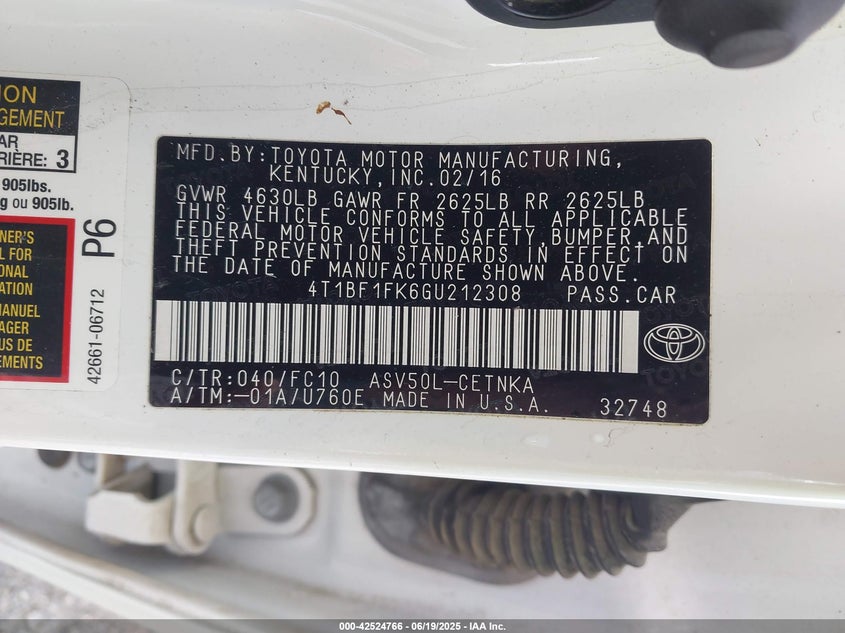 ION
GEMENT
AR
RIÈRE: 3
905lbs.
g ou 905lb.
NER'S
L FOR
IONAL
ATION
MANUEL
AGER
MENTS
42661-06712
P6
MFD.BY:TOYOTA MOTOR MANUFACTURING,
KENTUCKY, INC.02/16
GVWR 4630LB GAWR FR 2625LB RR 2625LB
THIS VEHICLE CONFORMS TO ALL APPLICABLE
FEDERAL MOTOR VEHICLE SAFETY,BUMPER,AND
THEFT PREVENTION STANDARDS IN EFFECT ON
THE DATE OF MANUFACTURE SHOWN ABOVE.
4T1BF1FK6GU212308 PASS.CAR
C/TR:040/FC10 ASV50L-CETNKA
A/TM:-01A/U760E MADE IN U.S.A. 32748
TOYOTA
000-42524766 - 06/19/2025 - IAA Inc.